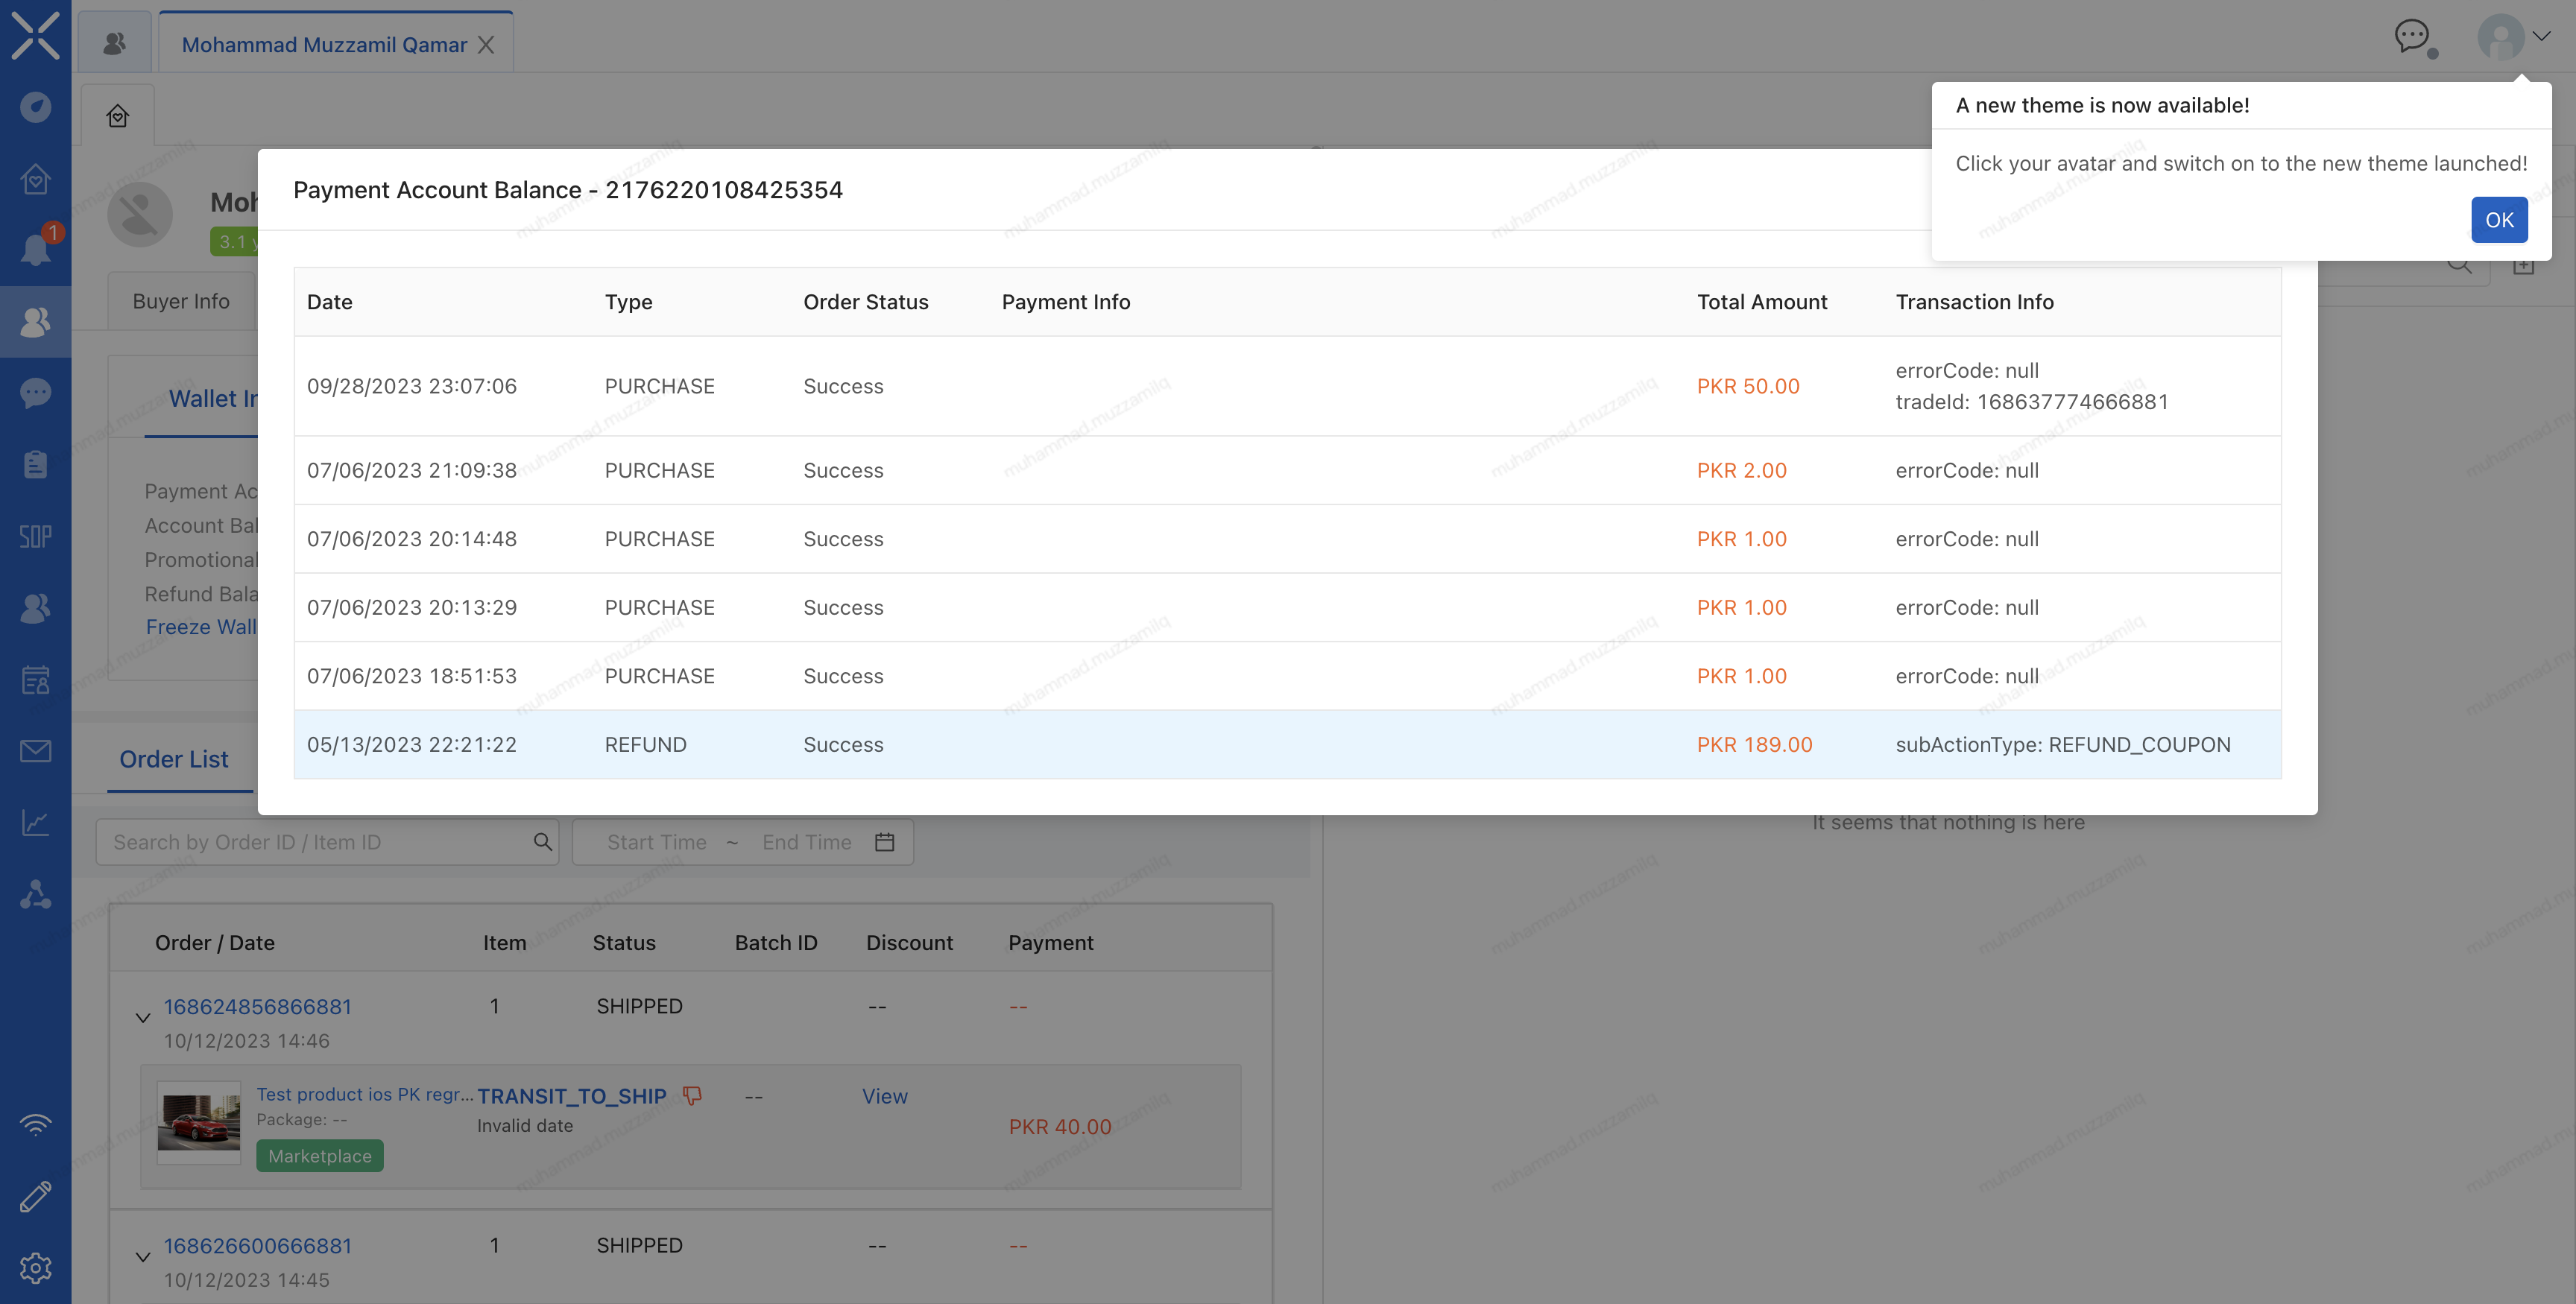 Mohammad Muzzamil Qamar
A new theme is now available!
Click your avatar and switch on to the new theme launched!
OK
1
Moh
3.1 y
Buyer Info
Wallet In
Payment Ac
Account Bal
Promotional
Refund Bala
Freeze Wall
SOP
Payment Account Balance - 2176220108425354
Date Type Order Status Payment Info Total Amount Transaction Info
09/28/2023 23:07:06 PURCHASE Success PKR 50.00 errorCode: null
tradeId: 168637774666881
07/06/2023 21:09:38 PURCHASE Success PKR 2.00 errorCode: null
07/06/2023 20:14:48 PURCHASE Success PKR 1.00 errorCode: null
07/06/2023 20:13:29 PURCHASE Success PKR 1.00 errorCode: null
07/06/2023 18:51:53 PURCHASE Success PKR 1.00 errorCode: null
05/13/2023 22:21:22 REFUND Success PKR 189.00 subActionType: REFUND_COUPON
muhammad.muzzamilq
Order List
It seems that nothing is here
Search by Order ID / Item ID Start Time ~ End Time
Order / Date Item Status Batch ID Discount Payment
168624856866881 1 SHIPPED -- --
10/12/2023 14:46
Test product ios PK regr... TRANSIT_TO_SHIP -- View
Package: -- Invalid date PKR 40.00
Marketplace
168626600666881 1 SHIPPED -- --
10/12/2023 14:45